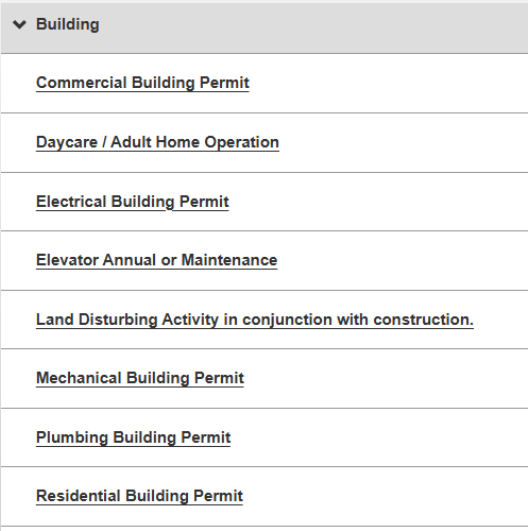 Building
Commercial Building Permit
Daycare / Adult Home Operation
Electrical Building Permit
Elevator Annual or Maintenance
Land Disturbing Activity in conjunction with construction.
Mechanical Building Permit
Plumbing Building Permit
Residential Building Permit